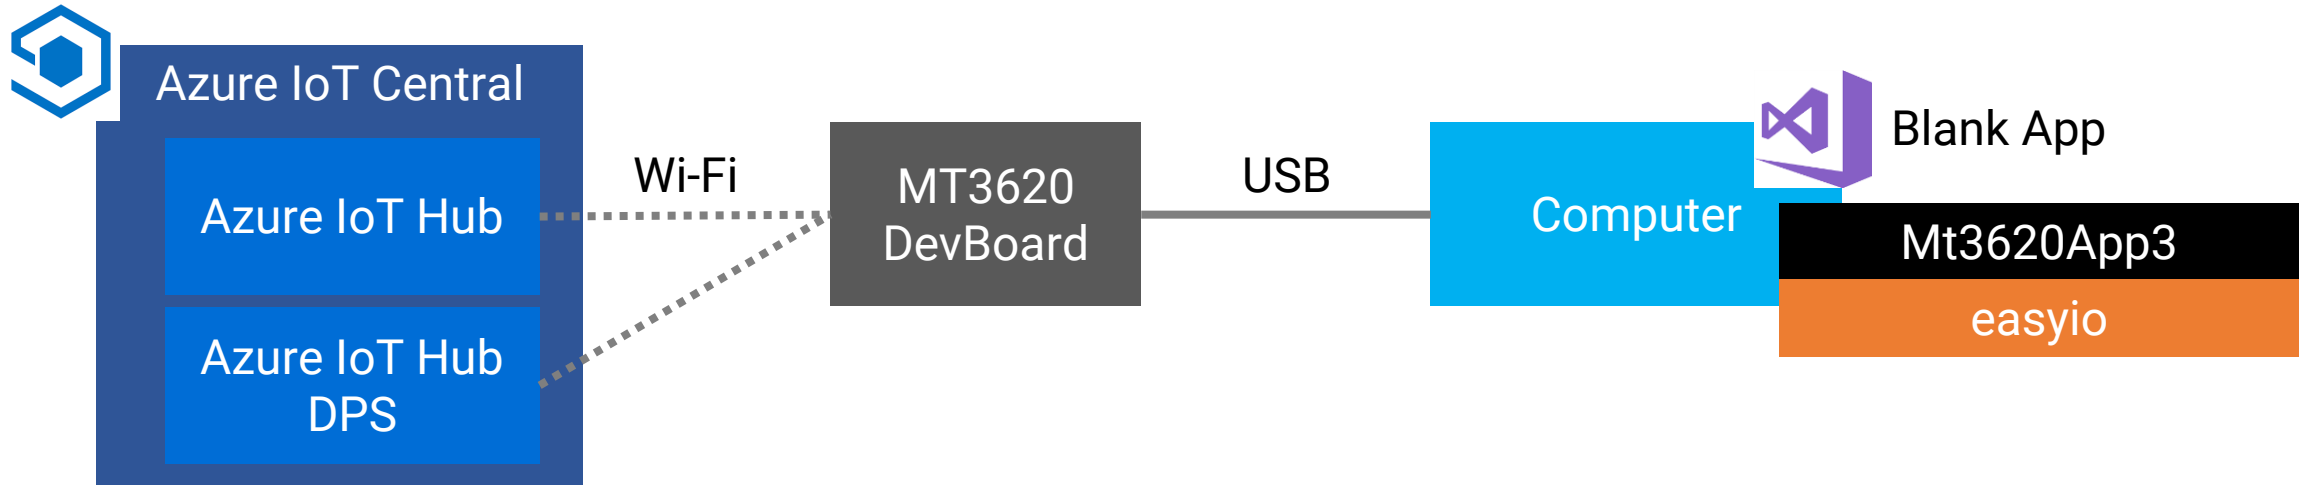 Azure IoT Central
Azure IoT Hub
Azure IoT Hub
DPS
Wi-Fi
MT3620
DevBoard
USB
Computer
Blank App
Mt3620App3
easyio